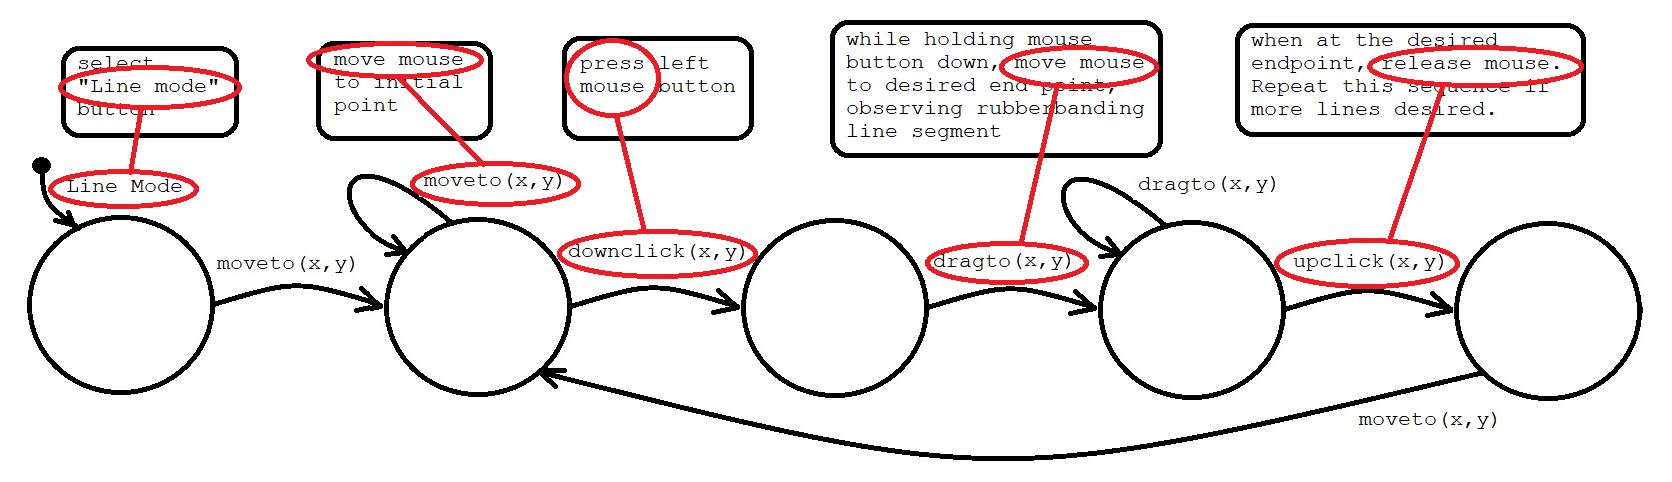 select
"Line mode"
button
move mouse
to initial
point
press left
mouse button
while holding mouse
button down, move mouse
to desired end point,
observing rubberbanding
line segment
when at the desired
endpoint, release mouse.
Repeat this sequence if
more lines desired.
Line Mode
moveto(x,y)
moveto(x,y)
downclick(x,y)
dragto(x,y)
dragto(x,y)
upclick(x,y)
moveto(x,y)